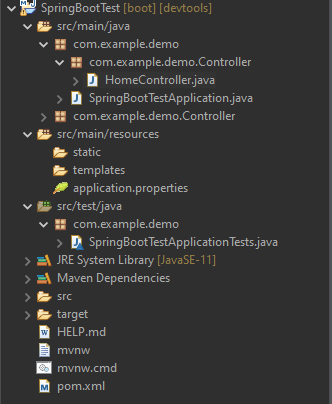 SpringBootTest [boot] [devtools]
src/main/java
com.example.demo
com.example.demo.Controller
HomeController.java
SpringBootTestApplication.java
com.example.demo.Controller
src/main/resources
static
templates
application.properties
src/test/java
com.example.demo
SpringBootTestApplicationTests.java
JRE System Library [JavaSE-11]
Maven Dependencies
src
target
HELP.md
mvnw
mvnw.cmd
pom.xml